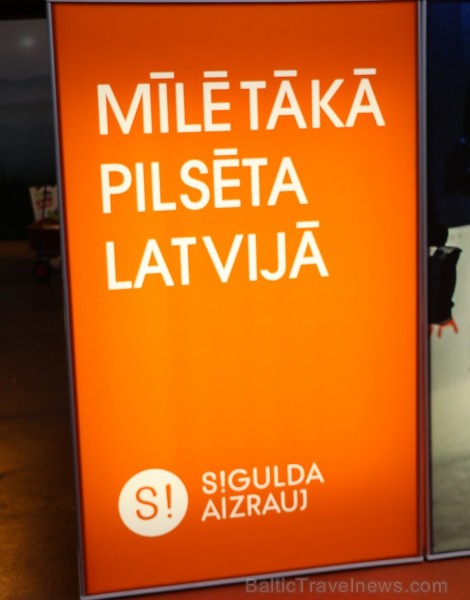 MĪLĒTĀKĀ
PILSĒTA
LATVIJĀ
S!
S!GULDA
AIZRAUJ
BalticTravelnews.com